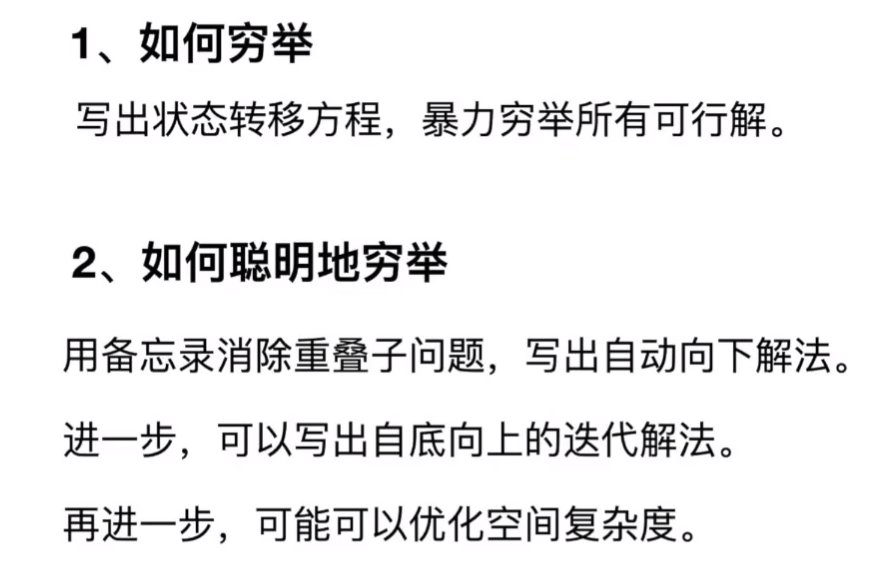 1、如何穷举
写出状态转移方程，暴力穷举所有可行解。
2、如何聪明地穷举
用备忘录消除重叠子问题，写出自动向下解法。
进一步，可以写出自底向上的迭代解法。
再进一步，可能可以优化空间复杂度。